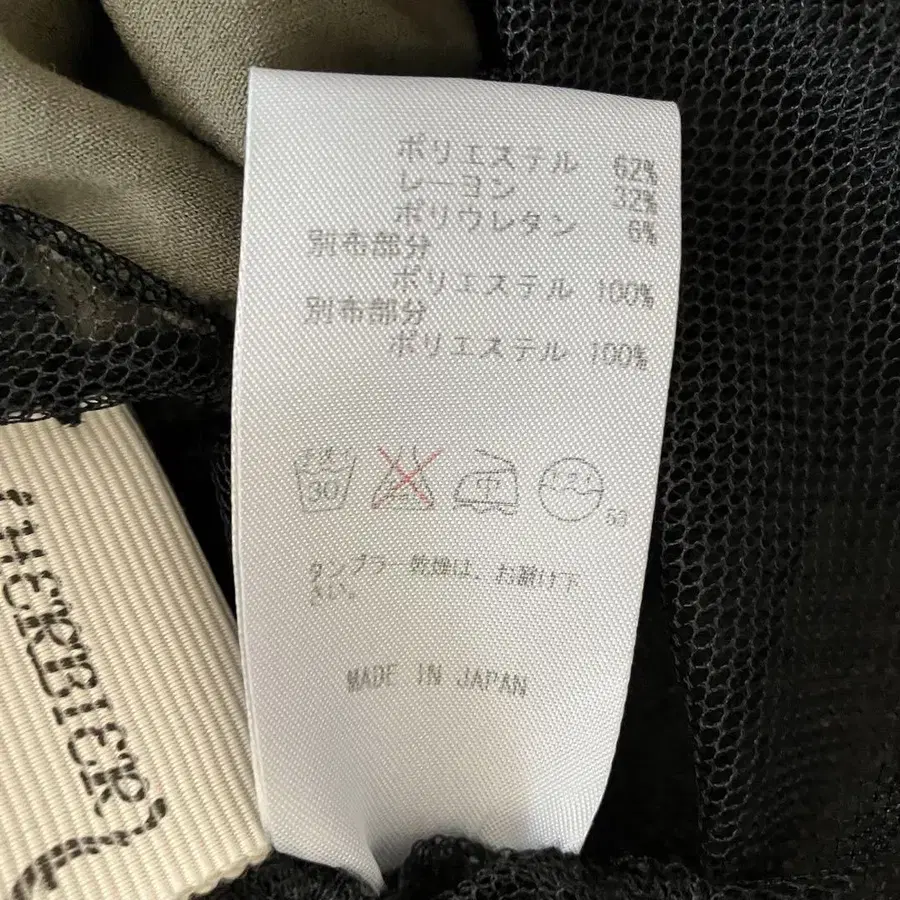 ポリエステル 62%
レーヨン 32%
ポリウレタン 6%
別布部分
ポリエステル 100%
別布部分
ポリエステル 100%
30 中
タンブラー乾燥は、お避け下
さい。
MADE IN JAPAN
HERBIER